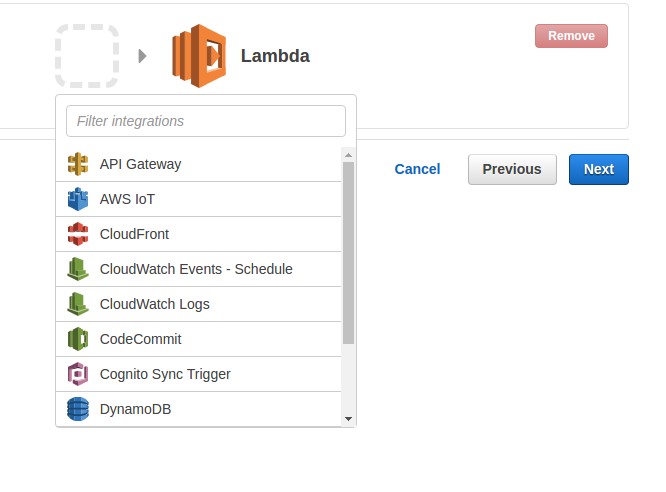 Lambda
Remove
Filter integrations
API Gateway
AWS IoT
CloudFront
CloudWatch Events - Schedule
CloudWatch Logs
CodeCommit
Cognito Sync Trigger
DynamoDB
Cancel
Previous
Next